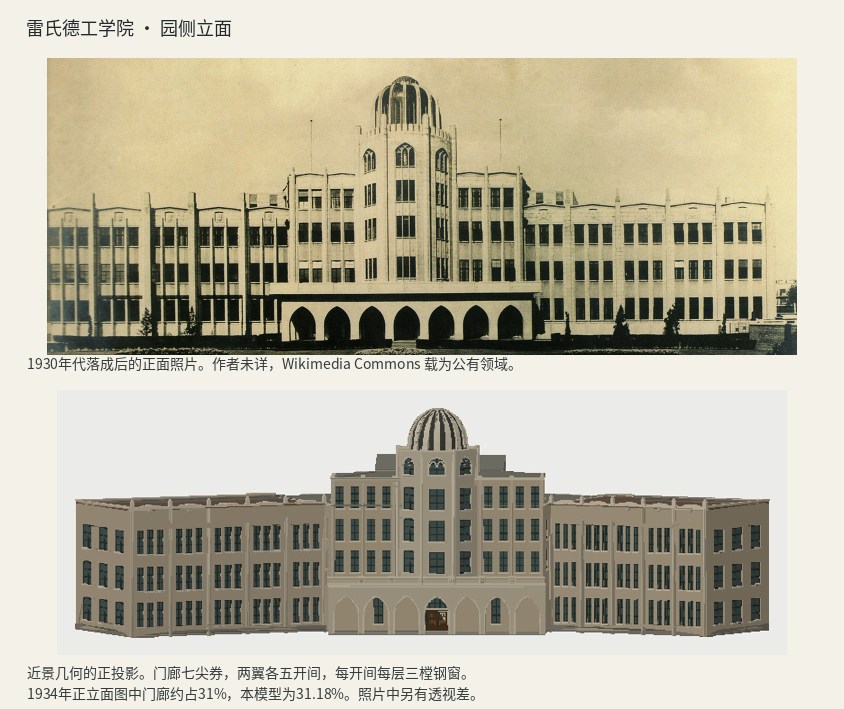 雷氏德工学院 · 园侧立面
1930年代落成后的正面照片。作者未详，Wikimedia Commons 载为公有领域。
近景几何的正投影。门廊七尖券，两翼各五开间，每开间每层三樘钢窗。
1934年正立面图中门廊约占31%，本模型为31.18%。照片中另有透视差。